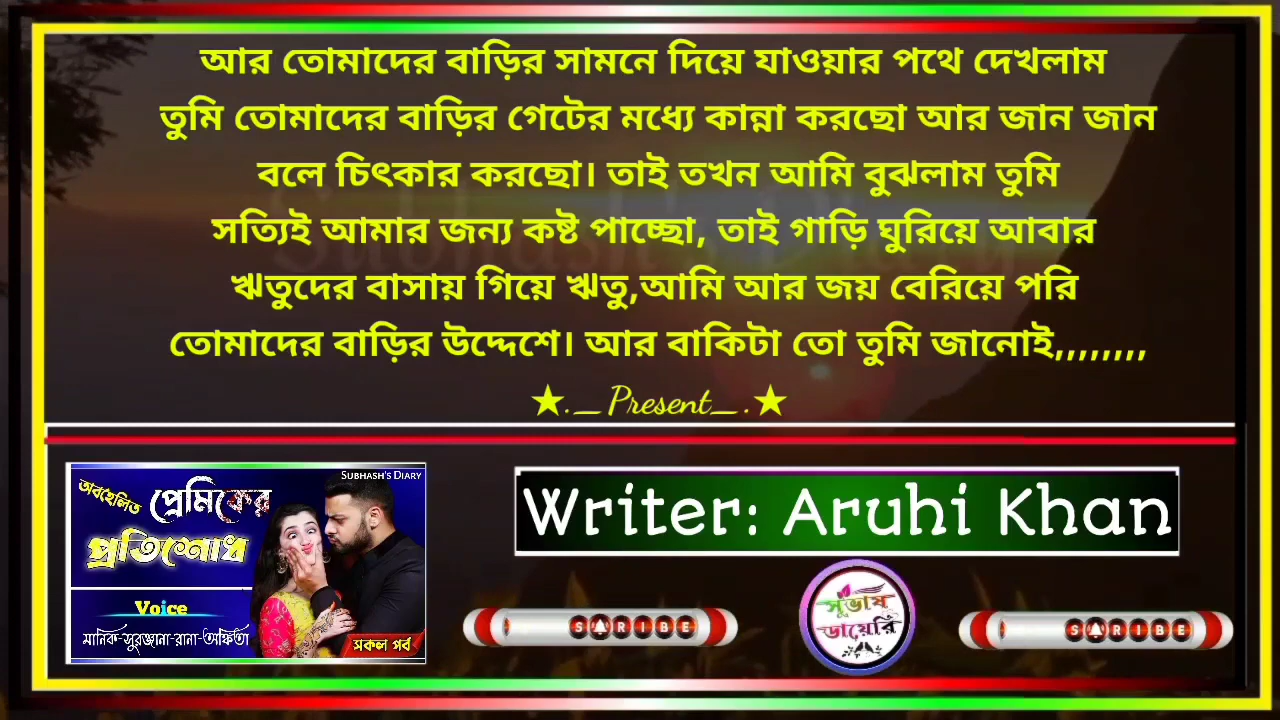 আর তোমাদের বাড়ির সামনে দিয়ে যাওয়ার পথে দেখলাম
তুমি তোমাদের বাড়ির গেটের মধ্যে কান্না করছো আর জান জান
বলে চিৎকার করছো। তাই তখন আমি বুঝলাম তুমি
সত্যিই আমার জন্য কষ্ট পাচ্ছো, তাই গাড়ি ঘুরিয়ে আবার
ঋতুদের বাসায় গিয়ে ঋতু,আমি আর জয় বেরিয়ে পরি
তোমাদের বাড়ির উদ্দেশে। আর বাকিটা তো তুমি জানোই,,,,,,,,
★._Present_.★
SUBHASH'S DIARY
অবহেলিত প্রেমিকের
প্রতিশোধ
Voice
মানিক-সুরঞ্জনা-রানা-অঙ্কিতা
সকল পর্ব
Writer: Aruhi Khan
সুভাষ
ডায়েরি